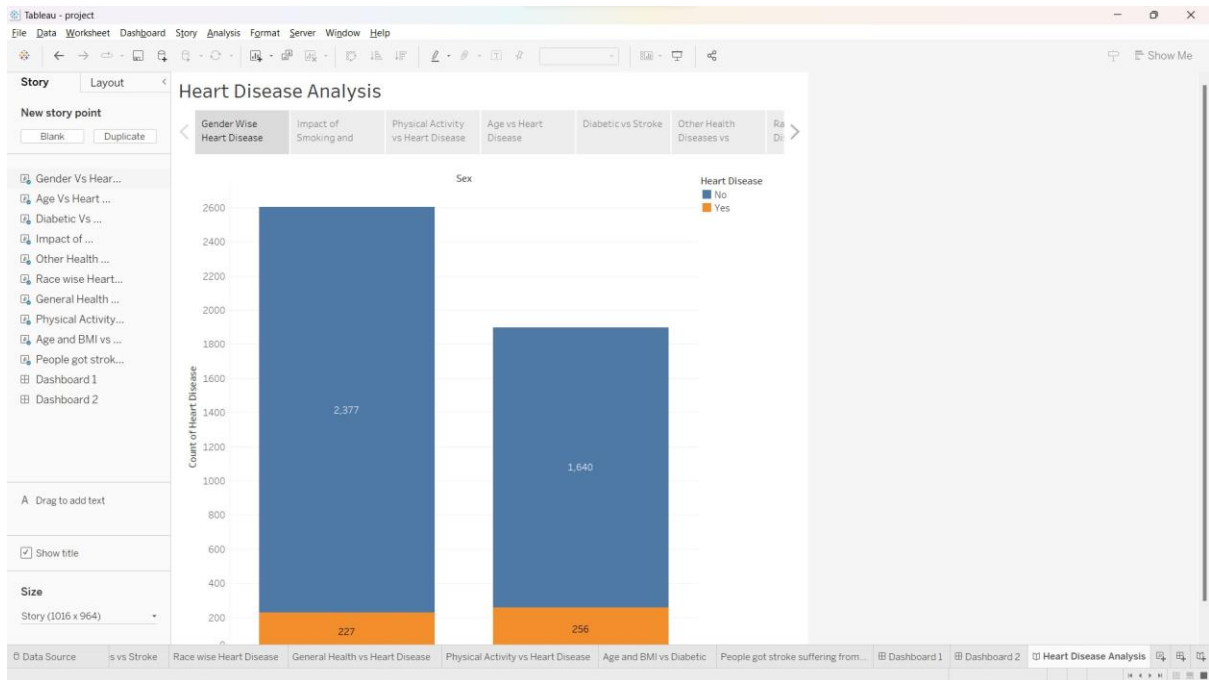 Tableau - project
File Data Worksheet Dashboard Story Analysis Format Server Window Help
Show Me
Story Layout
New story point
Blank Duplicate
Gender Vs Hear...
Age Vs Heart ...
Diabetic Vs ...
Impact of ...
Other Health ...
Race wise Heart...
General Health ...
Physical Activity...
Age and BMI vs ...
People got strok...
Dashboard 1
Dashboard 2
A Drag to add text
Show title
Size
Story (1016 x 964)
Heart Disease Analysis
Gender Wise
Heart Disease
Impact of
Smoking and
Physical Activity
vs Heart Disease
Age vs Heart
Disease
Diabetic vs Stroke
Other Health
Diseases vs
Ra
Di
Sex
Heart Disease
No
Yes
Count of Heart Disease
2600
2400
2200
2000
1800
1600
1400
1200
1000
800
600
400
200
2,377
1,640
227
256
Data Source s vs Stroke Race wise Heart Disease General Health vs Heart Disease Physical Activity vs Heart Disease Age and BMI vs Diabetic People got stroke suffering from... Dashboard 1 Dashboard 2 Heart Disease Analysis